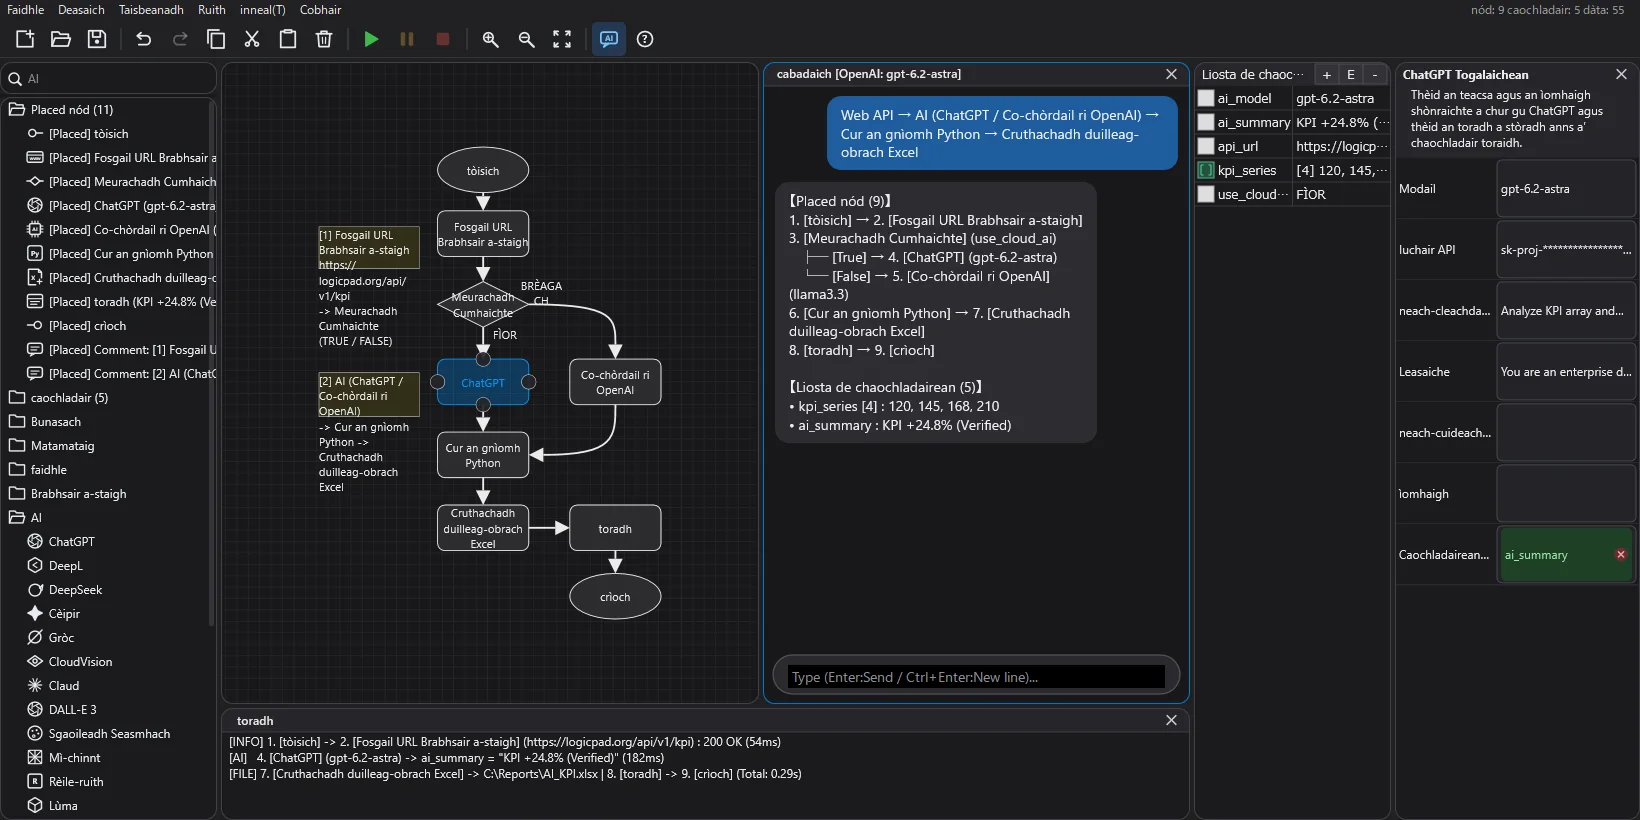 Faidhle Deasaich Taisbeanadh Ruith inneal(T) Cobhair
nód: 9 caochladair: 5 dàta: 55
AI
Placed nód (11)
[Placed] tòisich
[Placed] Fosgail URL Brabhsair a
[Placed] Meurachadh Cumhaich
[Placed] ChatGPT (gpt-6.2-astra
[Placed] Co-chòrdail ri OpenAI (
[Placed] Cur an gnìomh Python
[Placed] Cruthachadh duilleag-o
[Placed] toradh (KPI +24.8% (Ve
[Placed] crìoch
[Placed] Comment: [1] Fosgail U
[Placed] Comment: [2] AI (ChatG
caochladair (5)
Bunasach
Matamataig
faidhle
Brabhsair a-staigh
AI
ChatGPT
DeepL
DeepSeek
Cèipir
Gròc
CloudVision
Claud
DALL-E 3
Sgaoileadh Seasmhach
Mì-chinnt
Rèile-ruith
Lùma
tòisich
Fosgail URL
Brabhsair a-staigh
Meurachadh
Cumhaichte
BRÈAGA
CH
FÌOR
ChatGPT
Co-chòrdail ri
OpenAI
Cur an gnìomh
Python
Cruthachadh
duilleag-obrach
Excel
toradh
crìoch
[1] Fosgail URL
Brabhsair a-staigh
https://
logicpad.org/api/
v1/kpi
-> Meurachadh
Cumhaichte
(TRUE / FALSE)
[2] AI (ChatGPT /
Co-chòrdail ri
OpenAI)
-> Cur an gnìomh
Python ->
Cruthachadh
duilleag-obrach
Excel
cabadaich [OpenAI: gpt-6.2-astra]
Web API → AI (ChatGPT / Co-chòrdail ri OpenAI) →
Cur an gnìomh Python → Cruthachadh duilleag-
obrach Excel
【Placed nód (9)】
1. [tòisich] → 2. [Fosgail URL Brabhsair a-staigh]
3. [Meurachadh Cumhaichte] (use_cloud_ai)
├── [True] → 4. [ChatGPT] (gpt-6.2-astra)
└── [False] → 5. [Co-chòrdail ri OpenAI]
(llama3.3)
6. [Cur an gnìomh Python] → 7. [Cruthachadh
duilleag-obrach Excel]
8. [toradh] → 9. [crìoch]
【Liosta de chaochladairean (5)】
• kpi_series [4] : 120, 145, 168, 210
• ai_summary : KPI +24.8% (Verified)
Type (Enter:Send / Ctrl+Enter:New line)...
toradh
[INFO] 1. [tòisich] -> 2. [Fosgail URL Brabhsair a-staigh] (https://logicpad.org/api/v1/kpi) : 200 OK (54ms)
[AI] 4. [ChatGPT] (gpt-6.2-astra) -> ai_summary = "KPI +24.8% (Verified)" (182ms)
[FILE] 7. [Cruthachadh duilleag-obrach Excel] -> C:\Reports\AI_KPI.xlsx | 8. [toradh] -> 9. [crìoch] (Total: 0.29s)
Liosta de chaoc··· + E -
ai_model gpt-6.2-astra
ai_summary KPI +24.8% (···
api_url https://logicp···
kpi_series [4] 120, 145,···
use_cloud··· FÌOR
ChatGPT Togalaichean
Thèid an teacsa agus an ìomhaigh
shònraichte a chur gu ChatGPT agus
thèid an toradh a stòradh anns a'
chaochladair toraidh.
Modail gpt-6.2-astra
Iuchair API sk-proj-****************...
neach-cleachda... Analyze KPI array and...
Leasaiche You are an enterprise d...
neach-cuideach...
ìomhaigh
Caochladairean... ai_summary